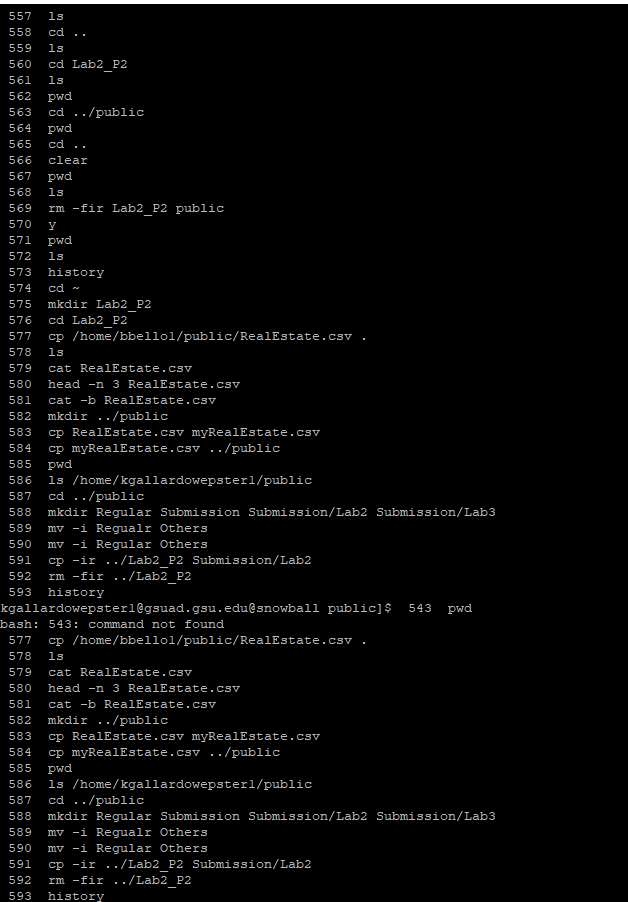 557 ls
558 cd ..
559 ls
560 cd Lab2_P2
561 ls
562 pwd
563 cd ../public
564 pwd
565 cd ..
566 clear
567 pwd
568 ls
569 rm -fir Lab2_P2 public
570 y
571 pwd
572 ls
573 history
574 cd ~
575 mkdir Lab2_P2
576 cd Lab2_P2
577 cp /home/bbello1/public/RealEstate.csv .
578 ls
579 cat RealEstate.csv
580 head -n 3 RealEstate.csv
581 cat -b RealEstate.csv
582 mkdir ../public
583 cp RealEstate.csv myRealEstate.csv
584 cp myRealEstate.csv ../public
585 pwd
586 ls /home/kgallardowepster1/public
587 cd ../public
588 mkdir Regular Submission Submission/Lab2 Submission/Lab3
589 mv -i Regualr Others
590 mv -i Regular Others
591 cp -ir ../Lab2_P2 Submission/Lab2
592 rm -fir ../Lab2_P2
593 history
kgallardowepster1@gsuad.gsu.edu@snowball public]$ 543 pwd
bash: 543: command not found
577 cp /home/bbello1/public/RealEstate.csv .
578 ls
579 cat RealEstate.csv
580 head -n 3 RealEstate.csv
581 cat -b RealEstate.csv
582 mkdir ../public
583 cp RealEstate.csv myRealEstate.csv
584 cp myRealEstate.csv ../public
585 pwd
586 ls /home/kgallardowepster1/public
587 cd ../public
588 mkdir Regular Submission Submission/Lab2 Submission/Lab3
589 mv -i Regualr Others
590 mv -i Regular Others
591 cp -ir ../Lab2_P2 Submission/Lab2
592 rm -fir ../Lab2_P2
593 history